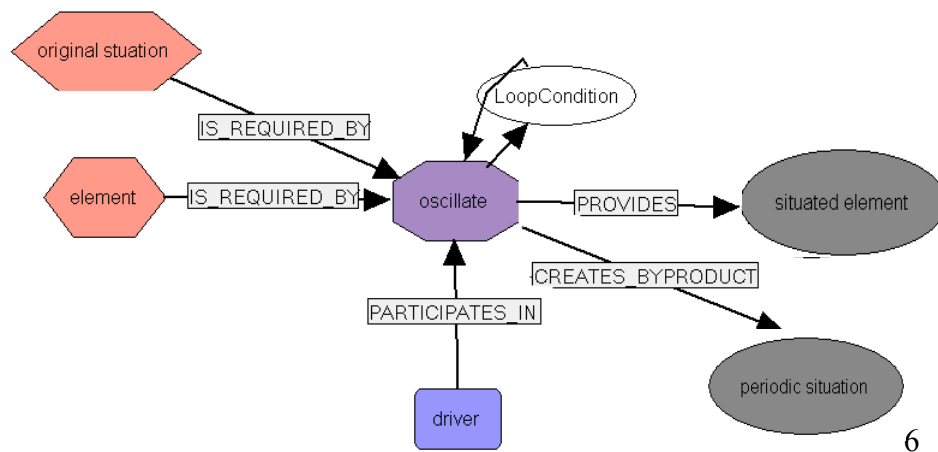 original stuation
LoopCondition
IS_REQUIRED_BY
element
IS_REQUIRED_BY
oscillate
PROVIDES
situated element
CREATES_BYPRODUCT
PARTICIPATES_IN
periodic situation
driver
6